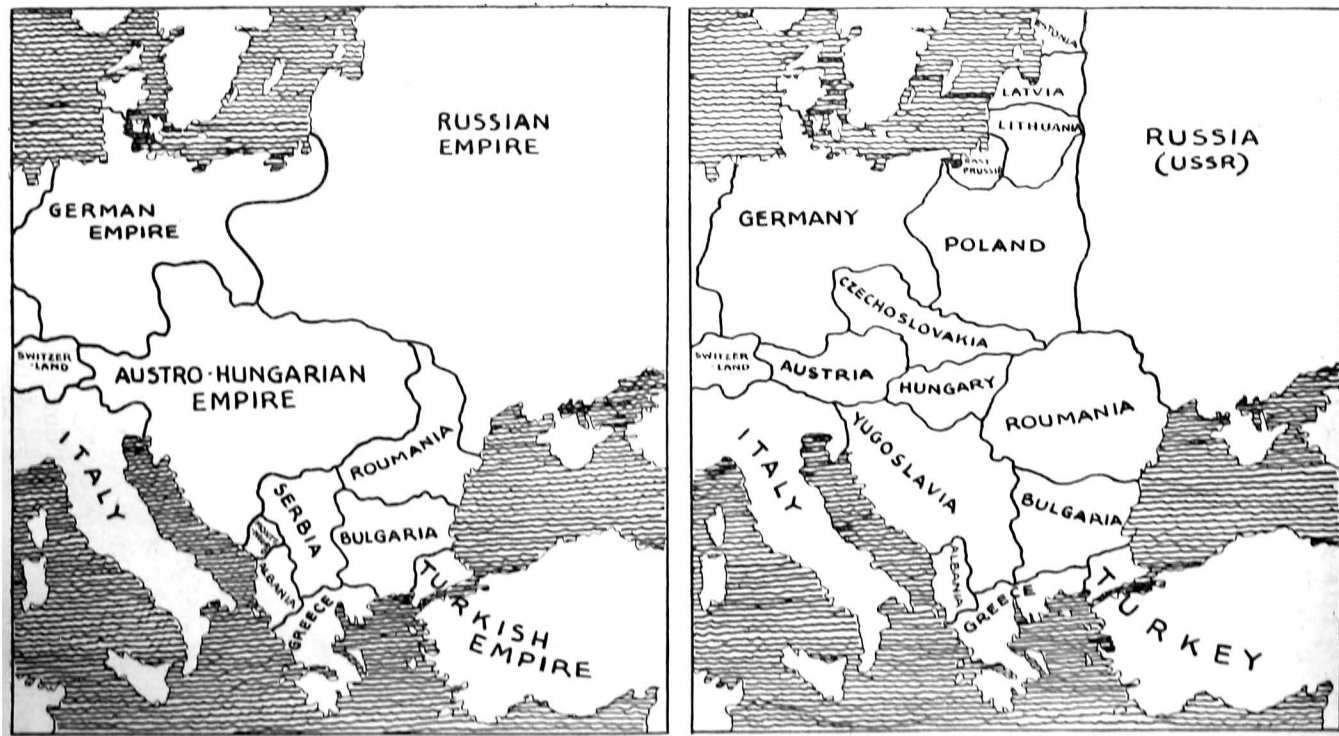 RUSSIAN
EMPIRE
GERMAN
EMPIRE
SWITZER
-LAND
AUSTRO-HUNGARIAN
EMPIRE
ITALY
ROUMANIA
SERBIA
BULGARIA
ALBANIA
GREECE
TURKISH
EMPIRE
ESTONIA
LATVIA
LITHUANIA
EAST
PRUSSIA
RUSSIA
(USSR)
GERMANY
POLAND
CZECHOSLOVAKIA
SWITZER
-LAND
AUSTRIA
HUNGARY
ROUMANIA
ITALY
YUGOSLAVIA
BULGARIA
ALBANIA
GREECE
TURKEY